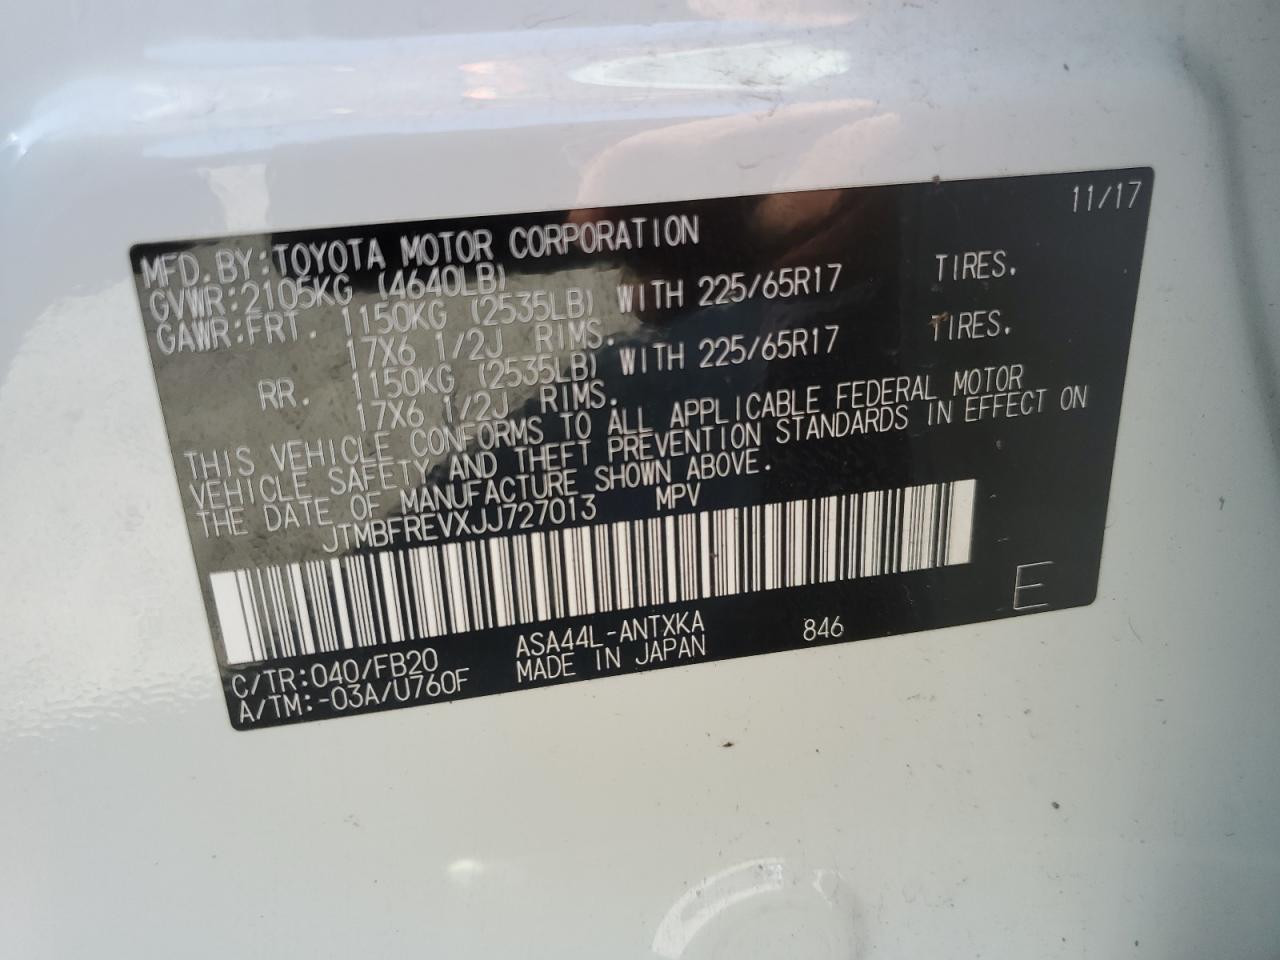 11/17
MFD.BY:TOYOTA MOTOR CORPORATION
GVWR:2105KG (4640LB)
GAWR:FRT. 1150KG (2535LB) WITH 225/65R17 TIRES.
17X6 1/2J RIMS.
RR. 1150KG (2535LB) WITH 225/65R17 TIRES.
17X6 1/2J RIMS.
THIS VEHICLE CONFORMS TO ALL APPLICABLE FEDERAL MOTOR
VEHICLE SAFETY AND THEFT PREVENTION STANDARDS IN EFFECT ON
THE DATE OF MANUFACTURE SHOWN ABOVE.
JTMBFREVXJJ727013 MPV
C/TR:040/FB20 ASA44L-ANTXKA 846 E
A/TM:-03A/U760F MADE IN JAPAN